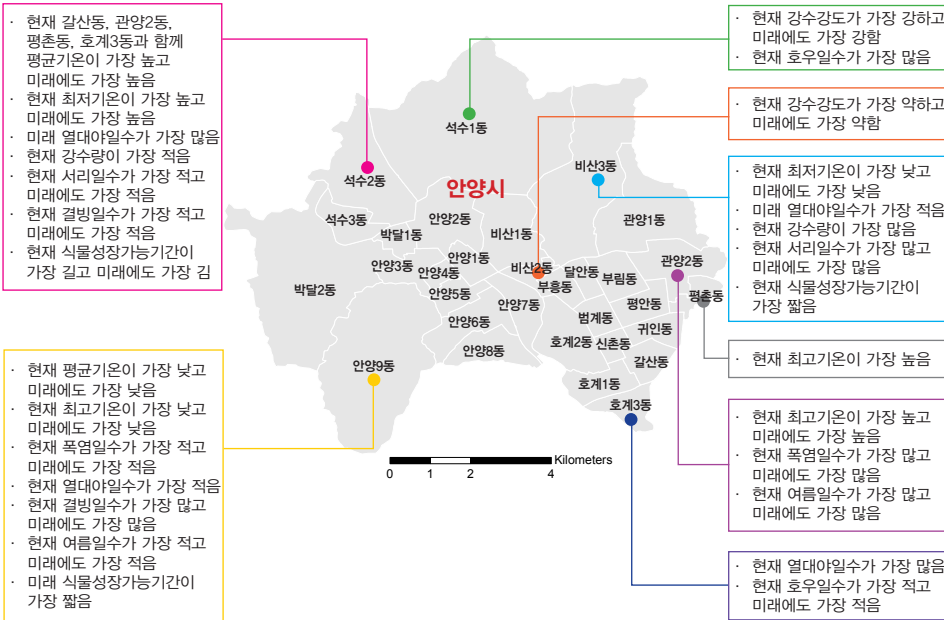 · 현재 갈산동, 관양2동,
평촌동, 호계3동과 함께
평균기온이 가장 높고
미래에도 가장 높음
· 현재 최저기온이 가장 높고
미래에도 가장 높음
· 미래 열대야일수가 가장 많음
· 현재 강수량이 가장 적음
· 현재 서리일수가 가장 적고
미래에도 가장 적음
· 현재 결빙일수가 가장 적고
미래에도 가장 적음
· 현재 식물성장가능기간이
가장 길고 미래에도 가장 김
· 현재 평균기온이 가장 낮고
미래에도 가장 낮음
· 현재 최고기온이 가장 낮고
미래에도 가장 낮음
· 현재 폭염일수가 가장 적고
미래에도 가장 적음
· 현재 열대야일수가 가장 적음
· 현재 결빙일수가 가장 많고
미래에도 가장 많음
· 현재 여름일수가 가장 적고
미래에도 가장 적음
· 미래 식물성장가능기간이
가장 짧음
안양시
석수1동
석수2동
비산3동
석수3동
안양2동
관양1동
박달1동
비산1동
안양1동
안양3동
안양4동
비산2동
달안동
관양2동
부흥동
부림동
박달2동
안양5동
안양7동
평안동
평촌동
안양6동
범계동
귀인동
안양8동
호계2동
신촌동
안양9동
갈산동
호계1동
호계3동
Kilometers
0 1 2 4
· 현재 강수강도가 가장 강하고
미래에도 가장 강함
· 현재 호우일수가 가장 많음
· 현재 강수강도가 가장 약하고
미래에도 가장 약함
· 현재 최저기온이 가장 낮고
미래에도 가장 낮음
· 미래 열대야일수가 가장 적음
· 현재 강수량이 가장 많음
· 현재 서리일수가 가장 많고
미래에도 가장 많음
· 현재 식물성장가능기간이
가장 짧음
· 현재 최고기온이 가장 높음
· 현재 최고기온이 가장 높고
미래에도 가장 높음
· 현재 폭염일수가 가장 많고
미래에도 가장 많음
· 현재 여름일수가 가장 많고
미래에도 가장 많음
· 현재 열대야일수가 가장 많음
· 현재 호우일수가 가장 적고
미래에도 가장 적음